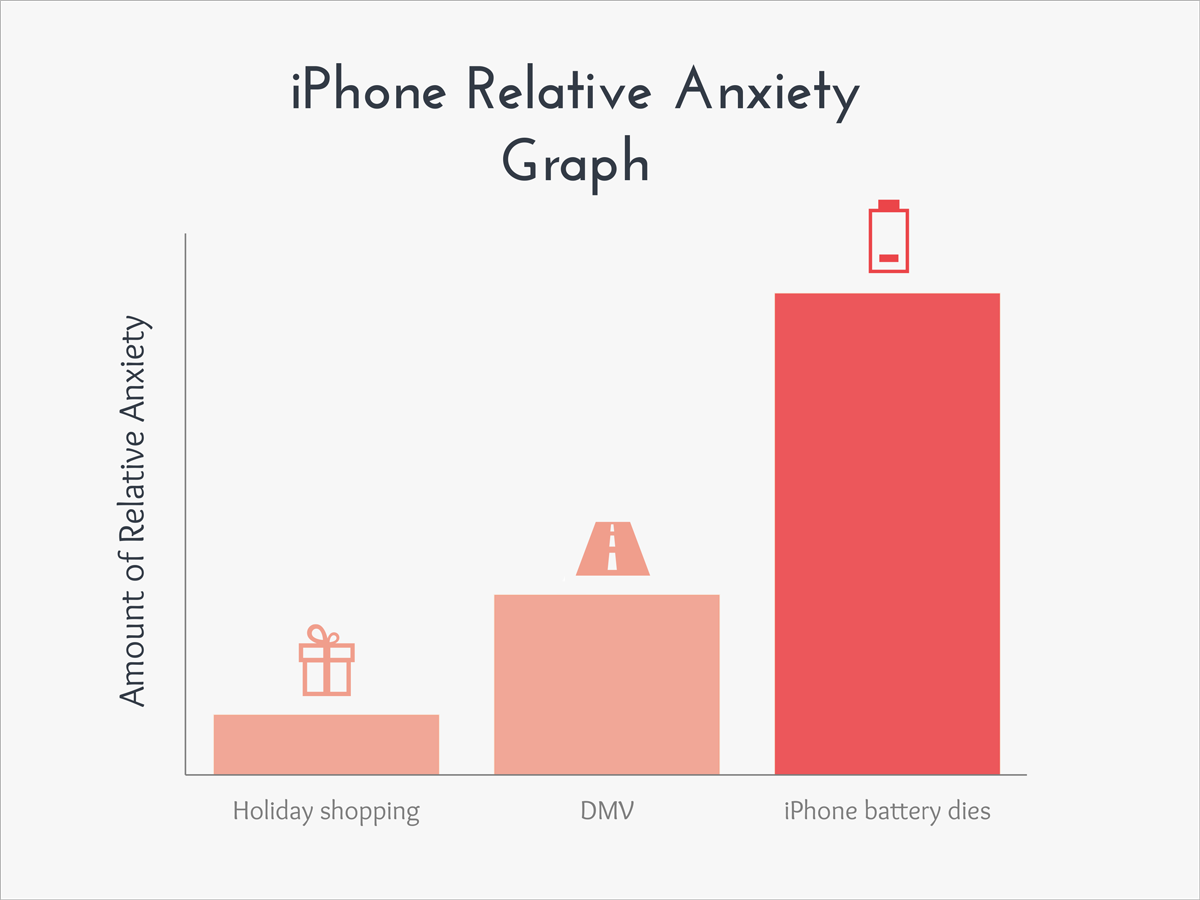 iPhone Relative Anxiety
Graph
Amount of Relative Anxiety
Holiday shopping
DMV
iPhone battery dies